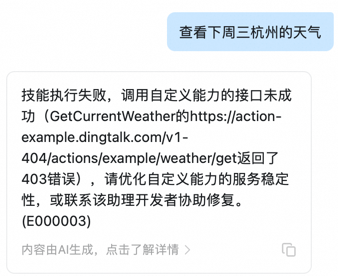 查看下周三杭州的天气
技能执行失败，调用自定义能力的接口未成
功（GetCurrentWeather的https://action-
example.dingtalk.com/v1-
404/actions/example/weather/get返回了
403错误），请优化自定义能力的服务稳定
性，或联系该助理开发者协助修复。
(E000003)
内容由AI生成，点击了解详情 >